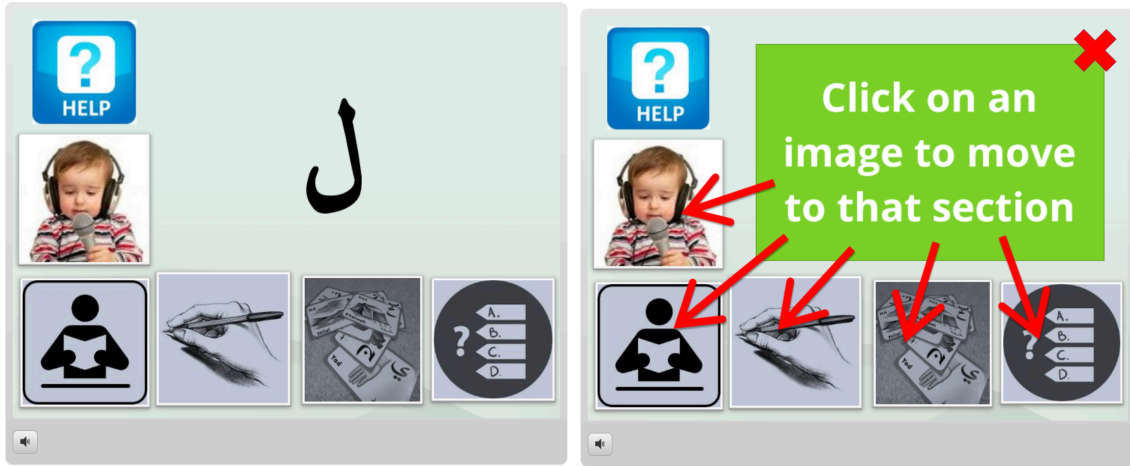 ?
HELP
ل
?
A.
B.
C.
D.
?
HELP
Click on an
image to move
to that section
?
A.
B.
C.
D.